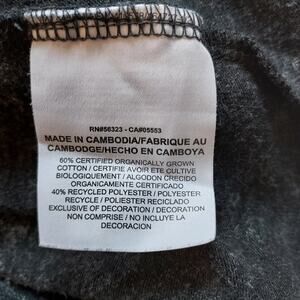 RN#56323 - CA#05553
MADE IN CAMBODIA/FABRIQUE AU
CAMBODGE/HECHO EN CAMBOYA
60% CERTIFIED ORGANICALLY GROWN
COTTON / CERTIFIE AVOIR ETE CULTIVE
BIOLOGIQUEMENT / ALGODON CRECIDO
ORGANICAMENTE CERTIFICADO
40% RECYCLED POLYESTER / POLYESTER
RECYCLE / POLIESTER RECICLADO
EXCLUSIVE OF DECORATION / DECORATION
NON COMPRISE / NO INCLUYE LA
DECORACION